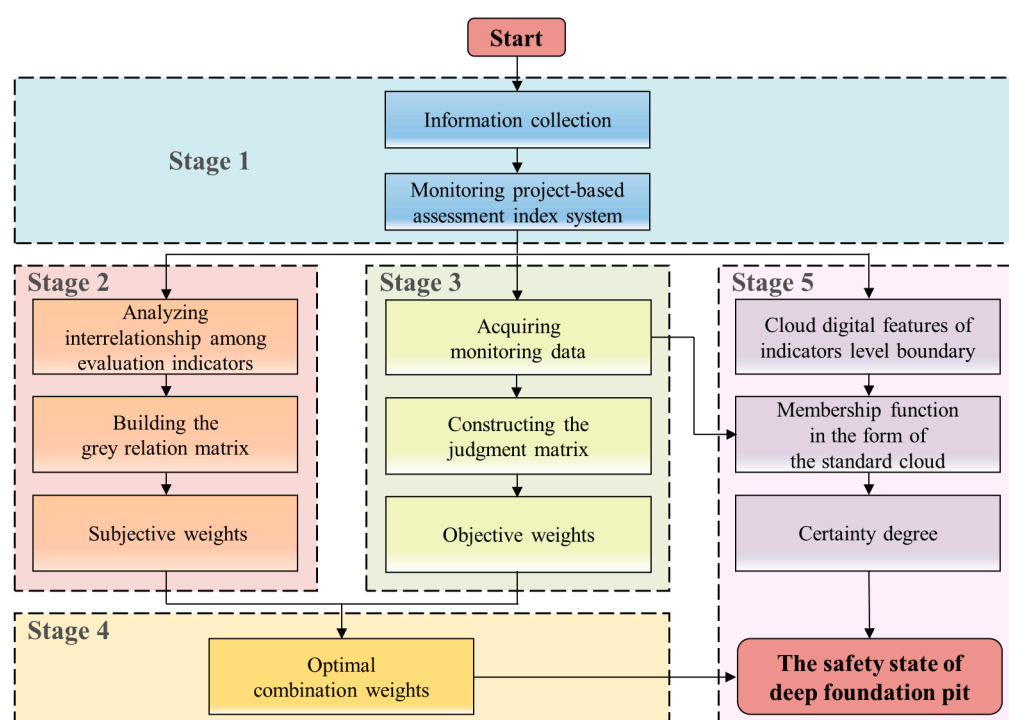 Start
Stage 1
Information collection
Monitoring project-based
assessment index system
Stage 2
Analyzing
interrelationship among
evaluation indicators
Building the
grey relation matrix
Subjective weights
Stage 3
Acquiring
monitoring data
Constructing the
judgment matrix
Objective weights
Stage 4
Optimal
combination weights
Stage 5
Cloud digital features of
indicators level boundary
Membership function
in the form of
the standard cloud
Certainty degree
The safety state of
deep foundation pit